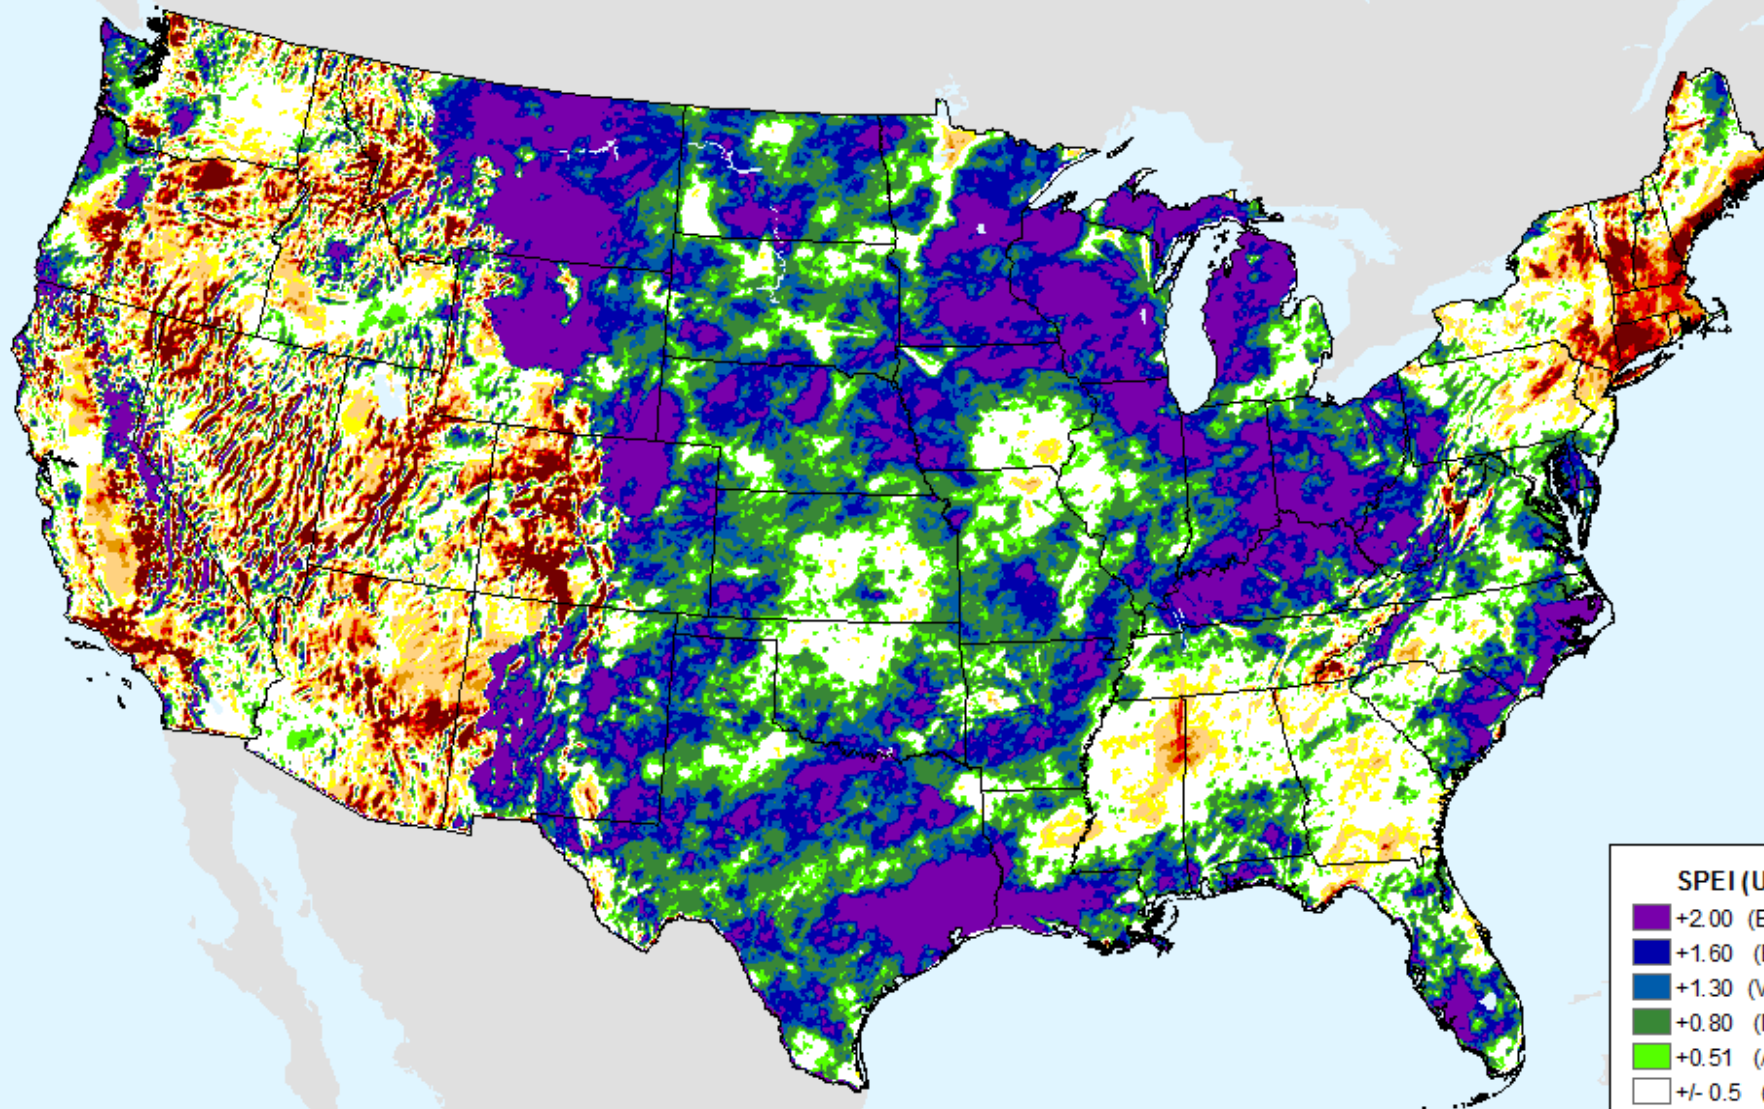 SPEI (U
+2.00 (E
+1.60 (
+1.30 (V
+0.80 (
+0.51 (
+/- 0.5 (